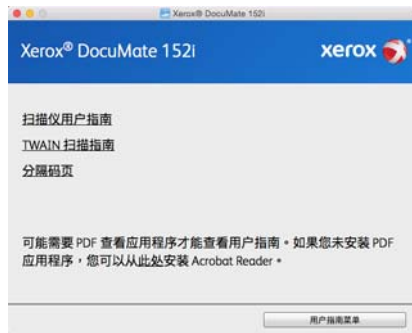 Xerox® DocuMate 152i
Xerox® DocuMate 152i
xerox
扫描仪用户指南
TWAIN 扫描指南
分隔码页
可能需要 PDF 查看应用程序才能查看用户指南。如果您未安装 PDF
应用程序，您可以从此处安装 Acrobat Reader。
用户指南菜单